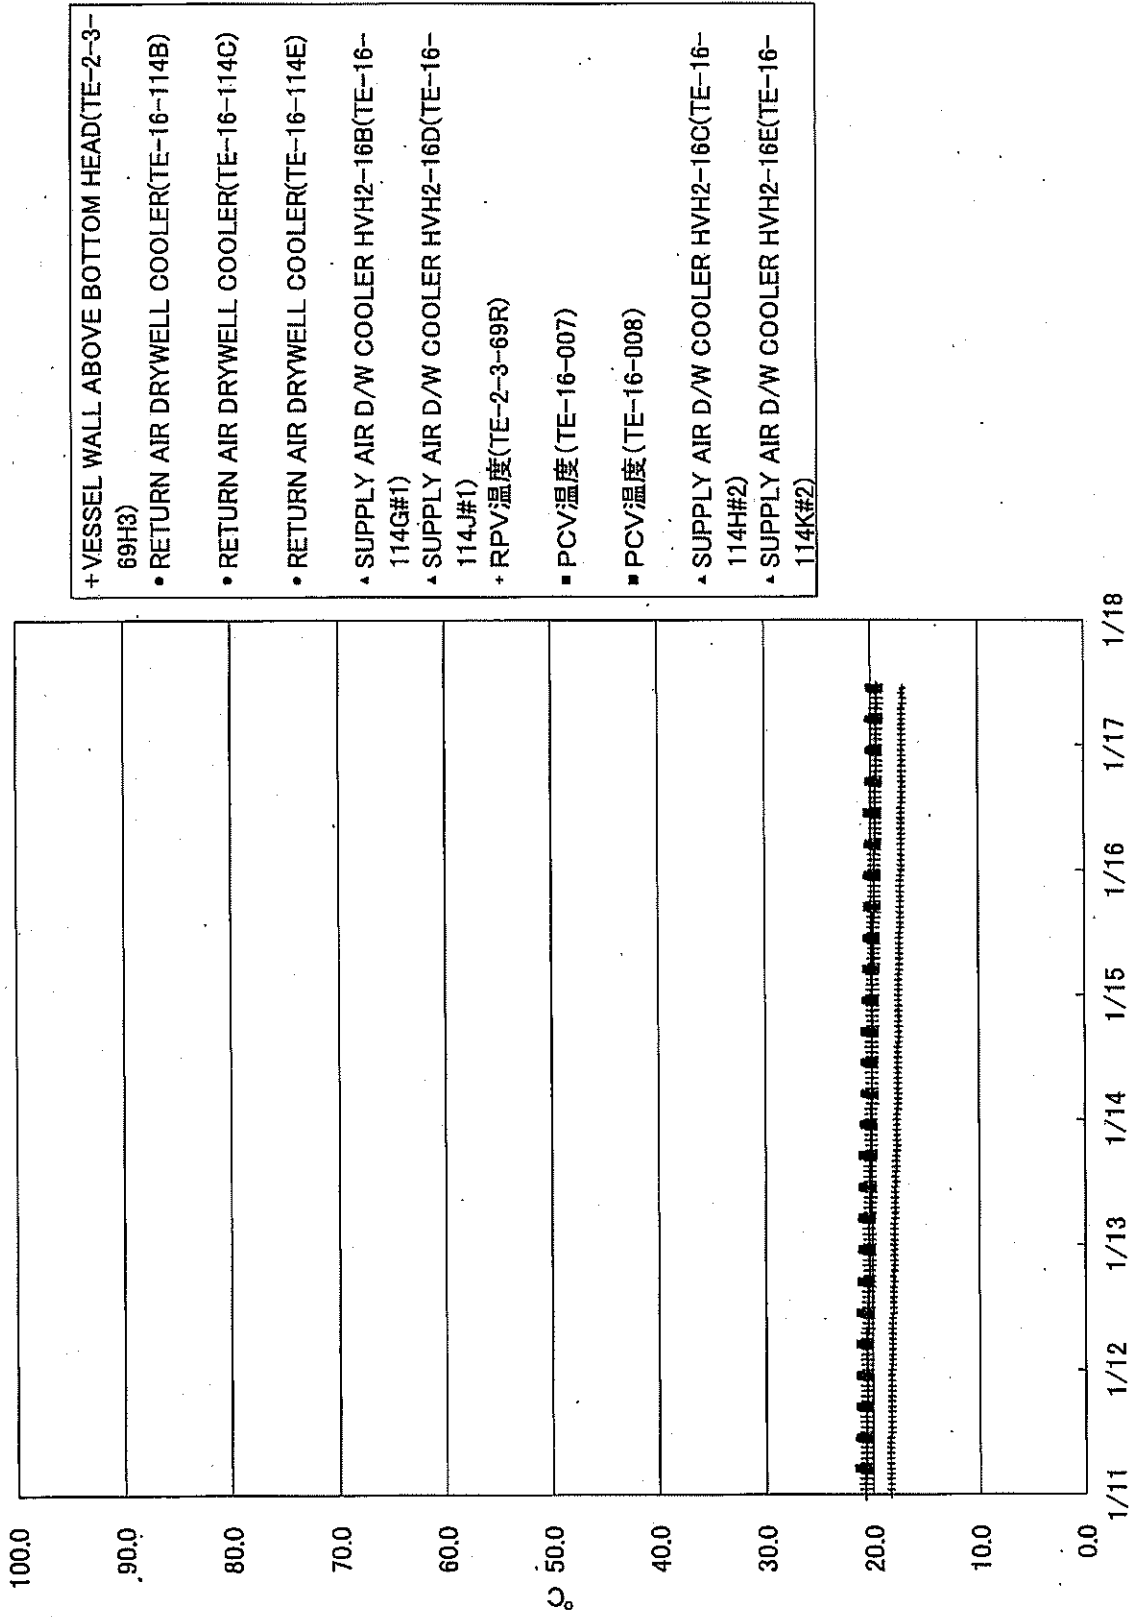 100.0
90.0
80.0
70.0
60.0
50.0
40.0
30.0
20.0
10.0
0.0
°C
1/11
1/12
1/13
1/14
1/15
1/16
1/17
1/18
+ VESSEL WALL ABOVE BOTTOM HEAD(TE-2-3-
69H3)
• RETURN AIR DRYWELL COOLER(TE-16-114B)
• RETURN AIR DRYWELL COOLER(TE-16-114C)
• RETURN AIR DRYWELL COOLER(TE-16-114E)
▲ SUPPLY AIR D/W COOLER HVH2-16B(TE-16-
114G#1)
▲ SUPPLY AIR D/W COOLER HVH2-16D(TE-16-
114J#1)
+ RPV温度(TE-2-3-69R)
■ PCV温度(TE-16-007)
■ PCV温度(TE-16-008)
▲ SUPPLY AIR D/W COOLER HVH2-16C(TE-16-
114H#2)
▲ SUPPLY AIR D/W COOLER HVH2-16E(TE-16-
114K#2)